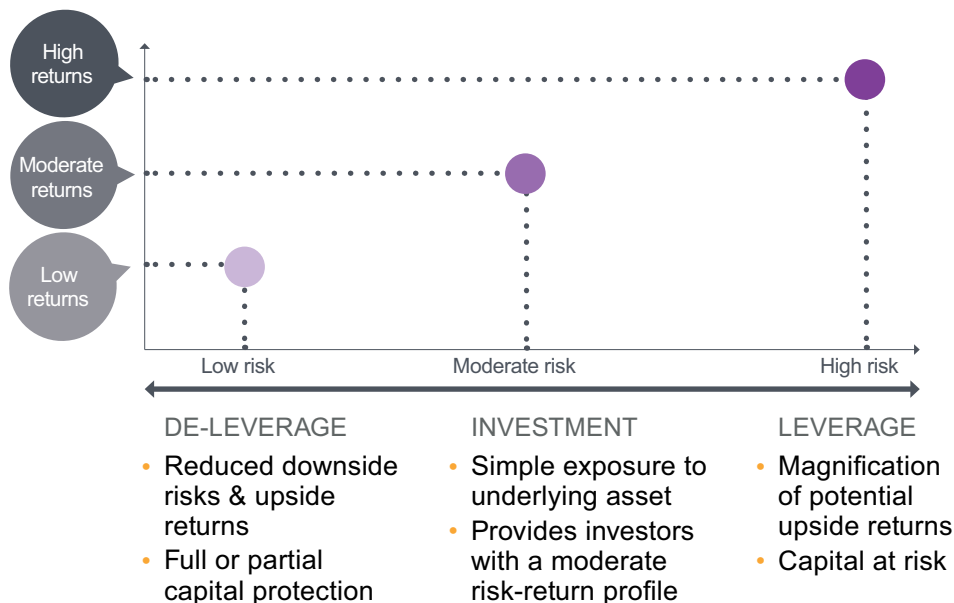 High
returns
Moderate
returns
Low
returns
Low risk
Moderate risk
High risk
DE-LEVERAGE
• Reduced downside
risks & upside
returns
• Full or partial
capital protection
INVESTMENT
• Simple exposure to
underlying asset
• Provides investors
with a moderate
risk-return profile
LEVERAGE
• Magnification
of potential
upside returns
• Capital at risk